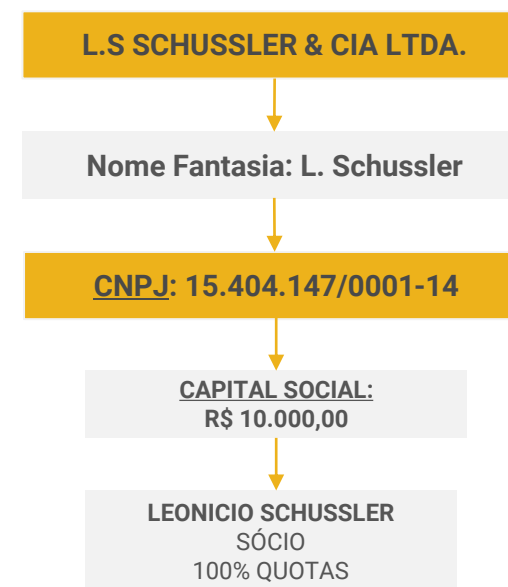 L.S SCHUSSLER & CIA LTDA.
Nome Fantasia: L. Schussler
CNPJ: 15.404.147/0001-14
CAPITAL SOCIAL:
R$ 10.000,00
LEONICIO SCHUSSLER
SÓCIO
100% QUOTAS